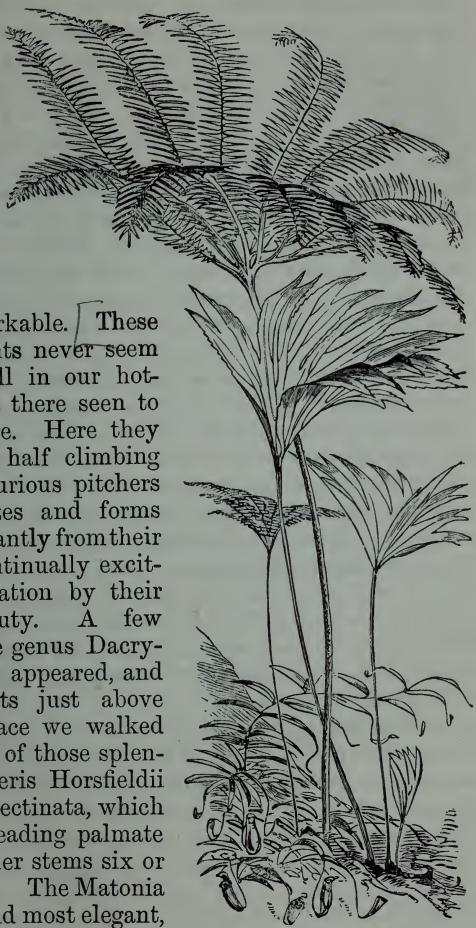 rkable. These
nts never seem
ll in our hot-
there seen to
e. Here they
half climbing
urious pitchers
zes and forms
antly from their
ntinually excit-
ation by their
uty. A few
e genus Dacry-
appeared, and
ts just above
ace we walked
of those splen-
eris Horsfieldii
ectinata, which
eading palmate
er stems six or
The Matonia
d most elegant,